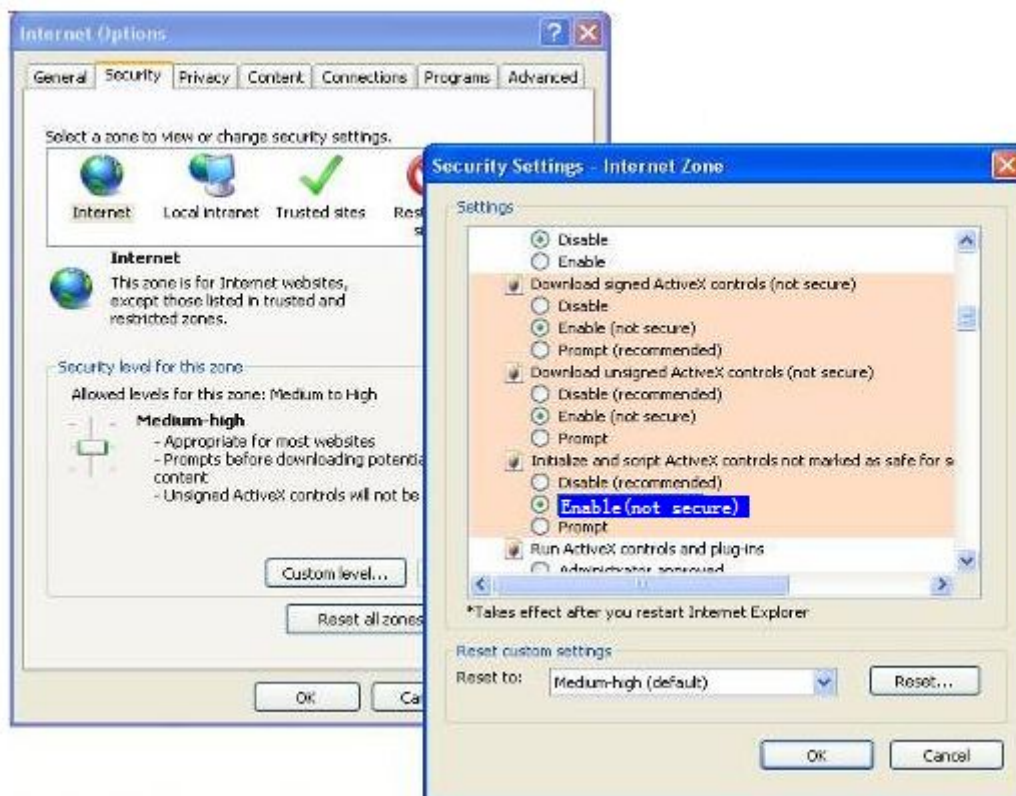 Internet Options
General Security Privacy Content Connections Programs Advanced
Select a zone to view or change security settings.
Internet Local intranet Trusted sites
Internet
This zone is for Internet websites,
except those listed in trusted and
restricted zones.
Security level for this zone
Allowed levels for this zone: Medium to High
Medium-high
- Appropriate for most websites
- Prompts before downloading
content
- Unsigned ActiveX controls will not be
Custom level...
Reset all zones
OK
Security Settings - Internet Zone
Settings
Disable
Enable
Download signed ActiveX controls (not secure)
Disable
Enable (not secure)
Prompt (recommended)
Download unsigned ActiveX controls (not secure)
Disable (recommended)
Enable (not secure)
Prompt
Initialize and script ActiveX controls not marked as safe for s
Disable (recommended)
Enable(not secure)
Prompt
Run ActiveX controls and plug-ins
Administrator approved
*Takes effect after you restart Internet Explorer
Reset custom settings
Reset to: Medium-high (default) Reset...
OK Cancel